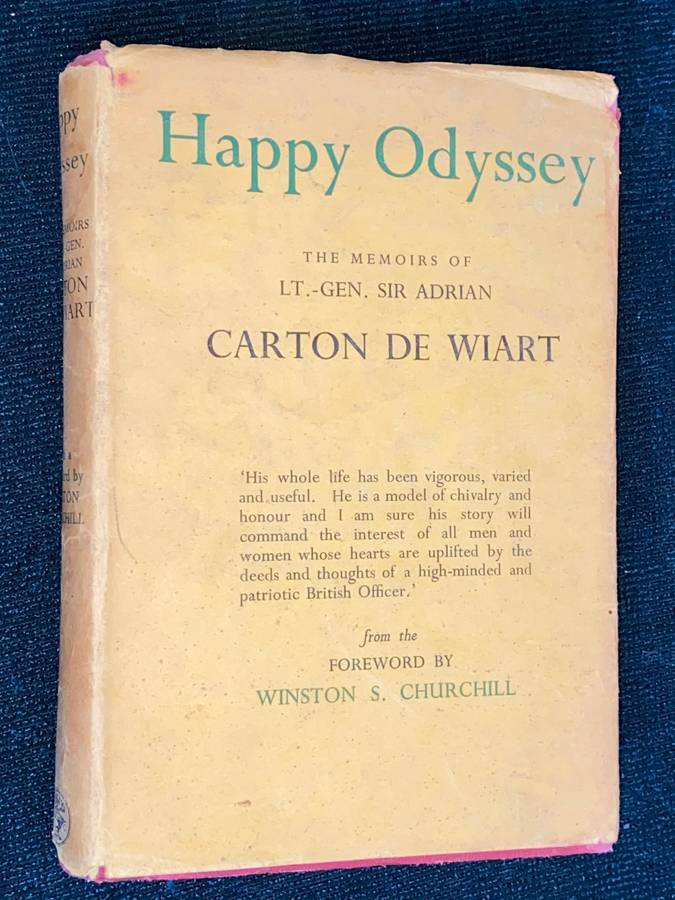 Happy Odyssey
THE MEMOIRS OF
LT.-GEN. SIR ADRIAN
CARTON DE WIART
'His whole life has been vigorous, varied
and useful. He is a model of chivalry and
honour and I am sure his story will
command the interest of all men and
women whose hearts are uplifted by the
deeds and thoughts of a high-minded and
patriotic British Officer.'
from the
FOREWORD BY
WINSTON S. CHURCHILL